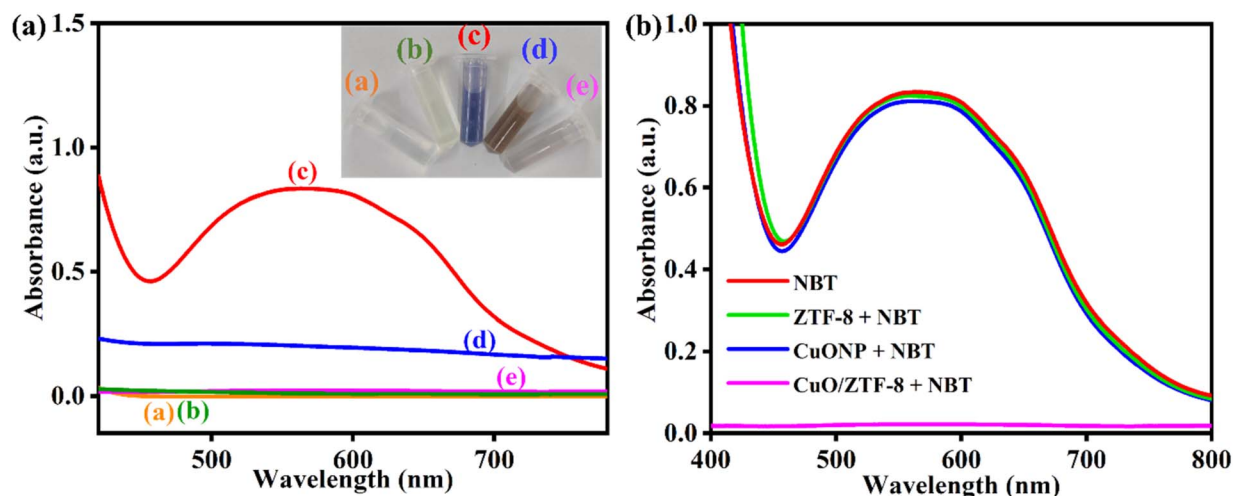 (a)
1.5
1.0
0.5
0.0
Absorbance (a.u.)
500
600
700
Wavelength (nm)
(a)
(b)
(c)
(d)
(e)
(c)
(d)
(e)
(a)
(b)
(b)
1.0
0.8
0.6
0.4
0.2
0.0
Absorbance (a.u.)
NBT
ZTF-8 + NBT
CuONP + NBT
CuO/ZTF-8 + NBT
400
500
600
700
800
Wavelength (nm)